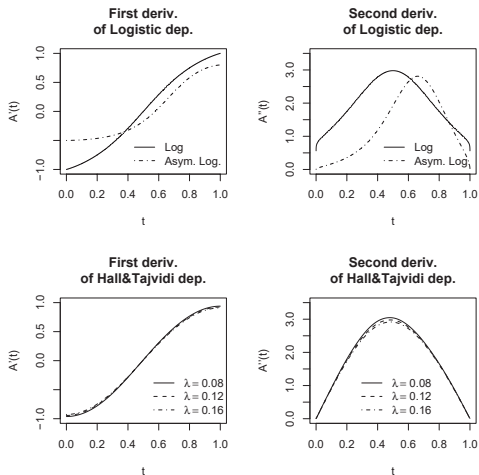 First deriv.
of Logistic dep.
A'(t)
1.0
0.0
−1.0
Log
Asym. Log.
0.0 0.2 0.4 0.6 0.8 1.0
t
Second deriv.
of Logistic dep.
A''(t)
3.0
2.0
1.0
0.0
Log
Asym. Log.
0.0 0.2 0.4 0.6 0.8 1.0
t
First deriv.
of Hall&Tajvidi dep.
A'(t)
1.0
0.0
−1.0
λ = 0.08
λ = 0.12
λ = 0.16
0.0 0.2 0.4 0.6 0.8 1.0
t
Second deriv.
of Hall&Tajvidi dep.
A''(t)
3.0
2.0
1.0
0.0
λ = 0.08
λ = 0.12
λ = 0.16
0.0 0.2 0.4 0.6 0.8 1.0
t